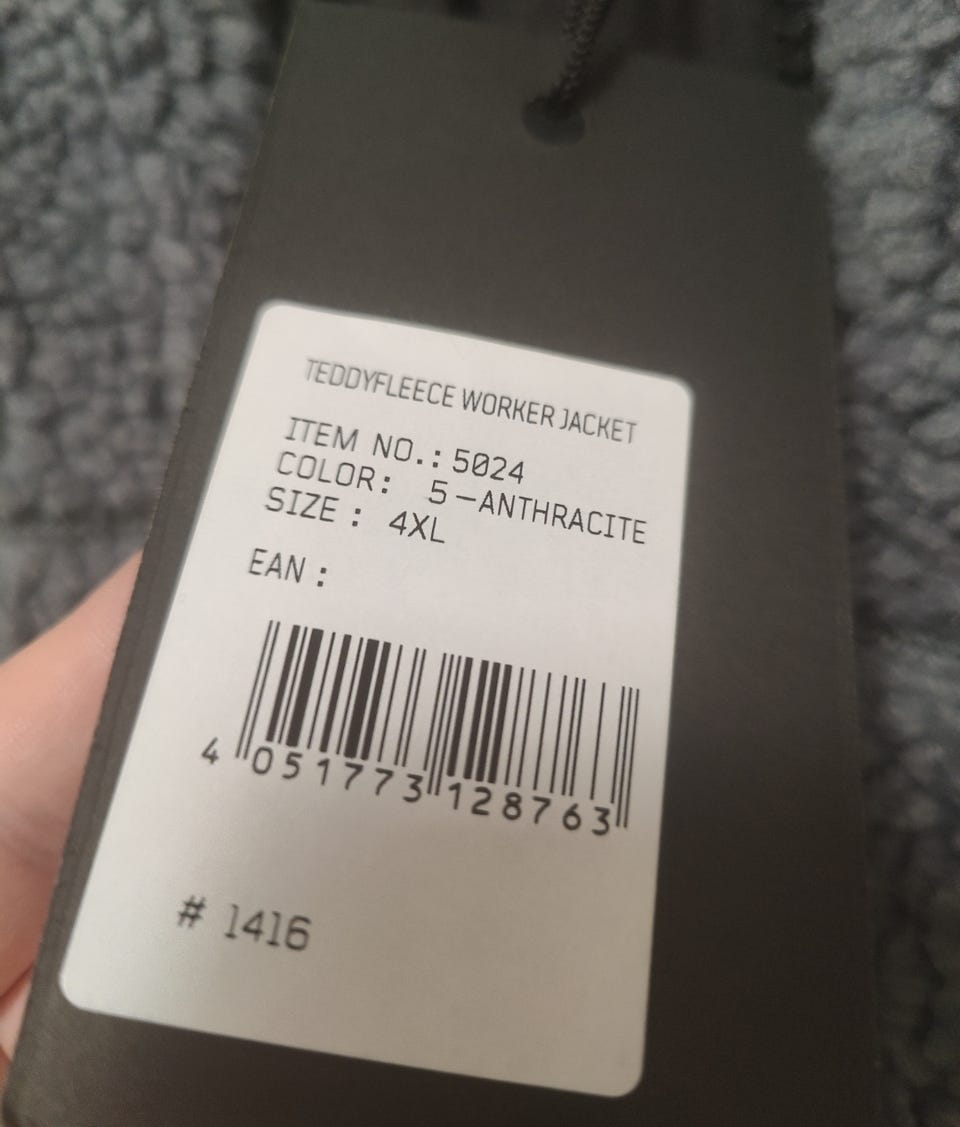 TEDDYFLEECE WORKER JACKET
ITEM NO.: 5024
COLOR: 5-ANTHRACITE
SIZE: 4XL
EAN:
4 051773 128763
# 1416